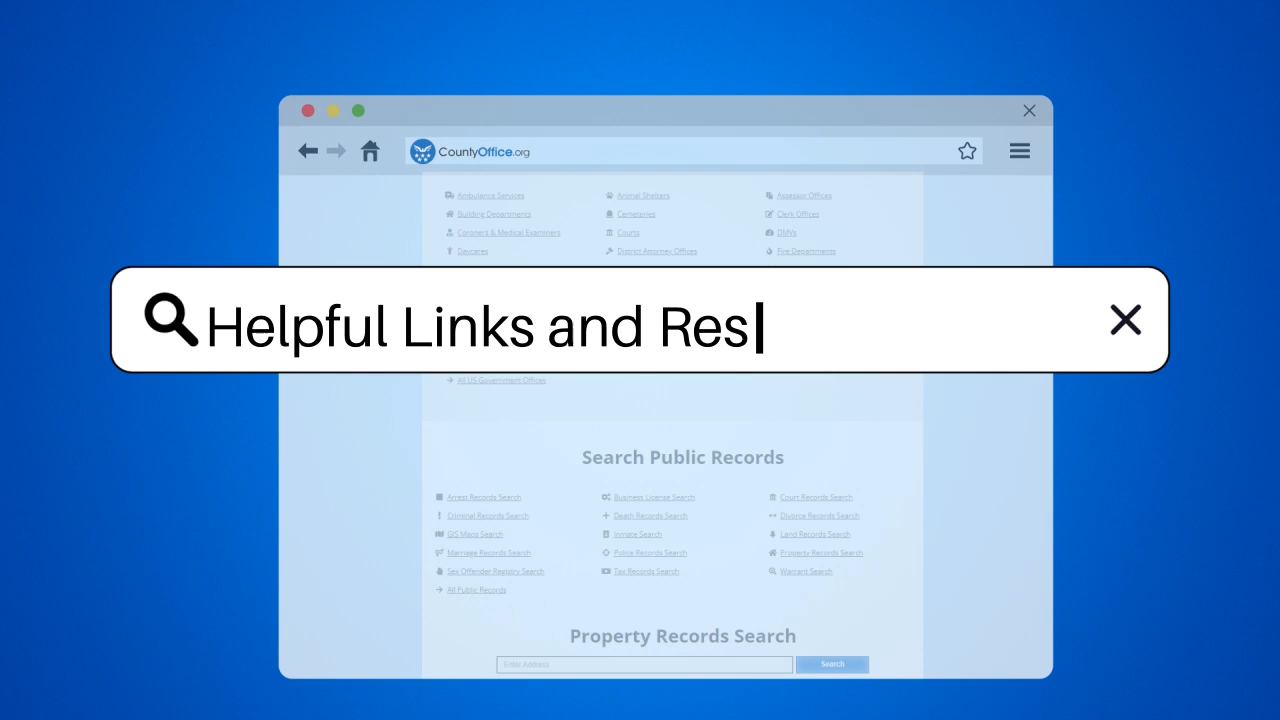 CountyOffice.org
Ambulance Services Animal Shelters Assessor Offices
Building Departments Cemeteries Clerk Offices
Coroners & Medical Examiners Courts DMVs
Daycares District Attorney Offices Fire Departments
Helpful Links and Res
All US Government Offices
Search Public Records
Arrest Records Search Business License Search Court Records Search
Criminal Records Search Death Records Search Divorce Records Search
GIS Maps Search Inmate Search Land Records Search
Marriage Records Search Police Records Search Property Records Search
Sex Offender Registry Search Tax Records Search Warrant Search
All Public Records
Property Records Search
Enter Address Search